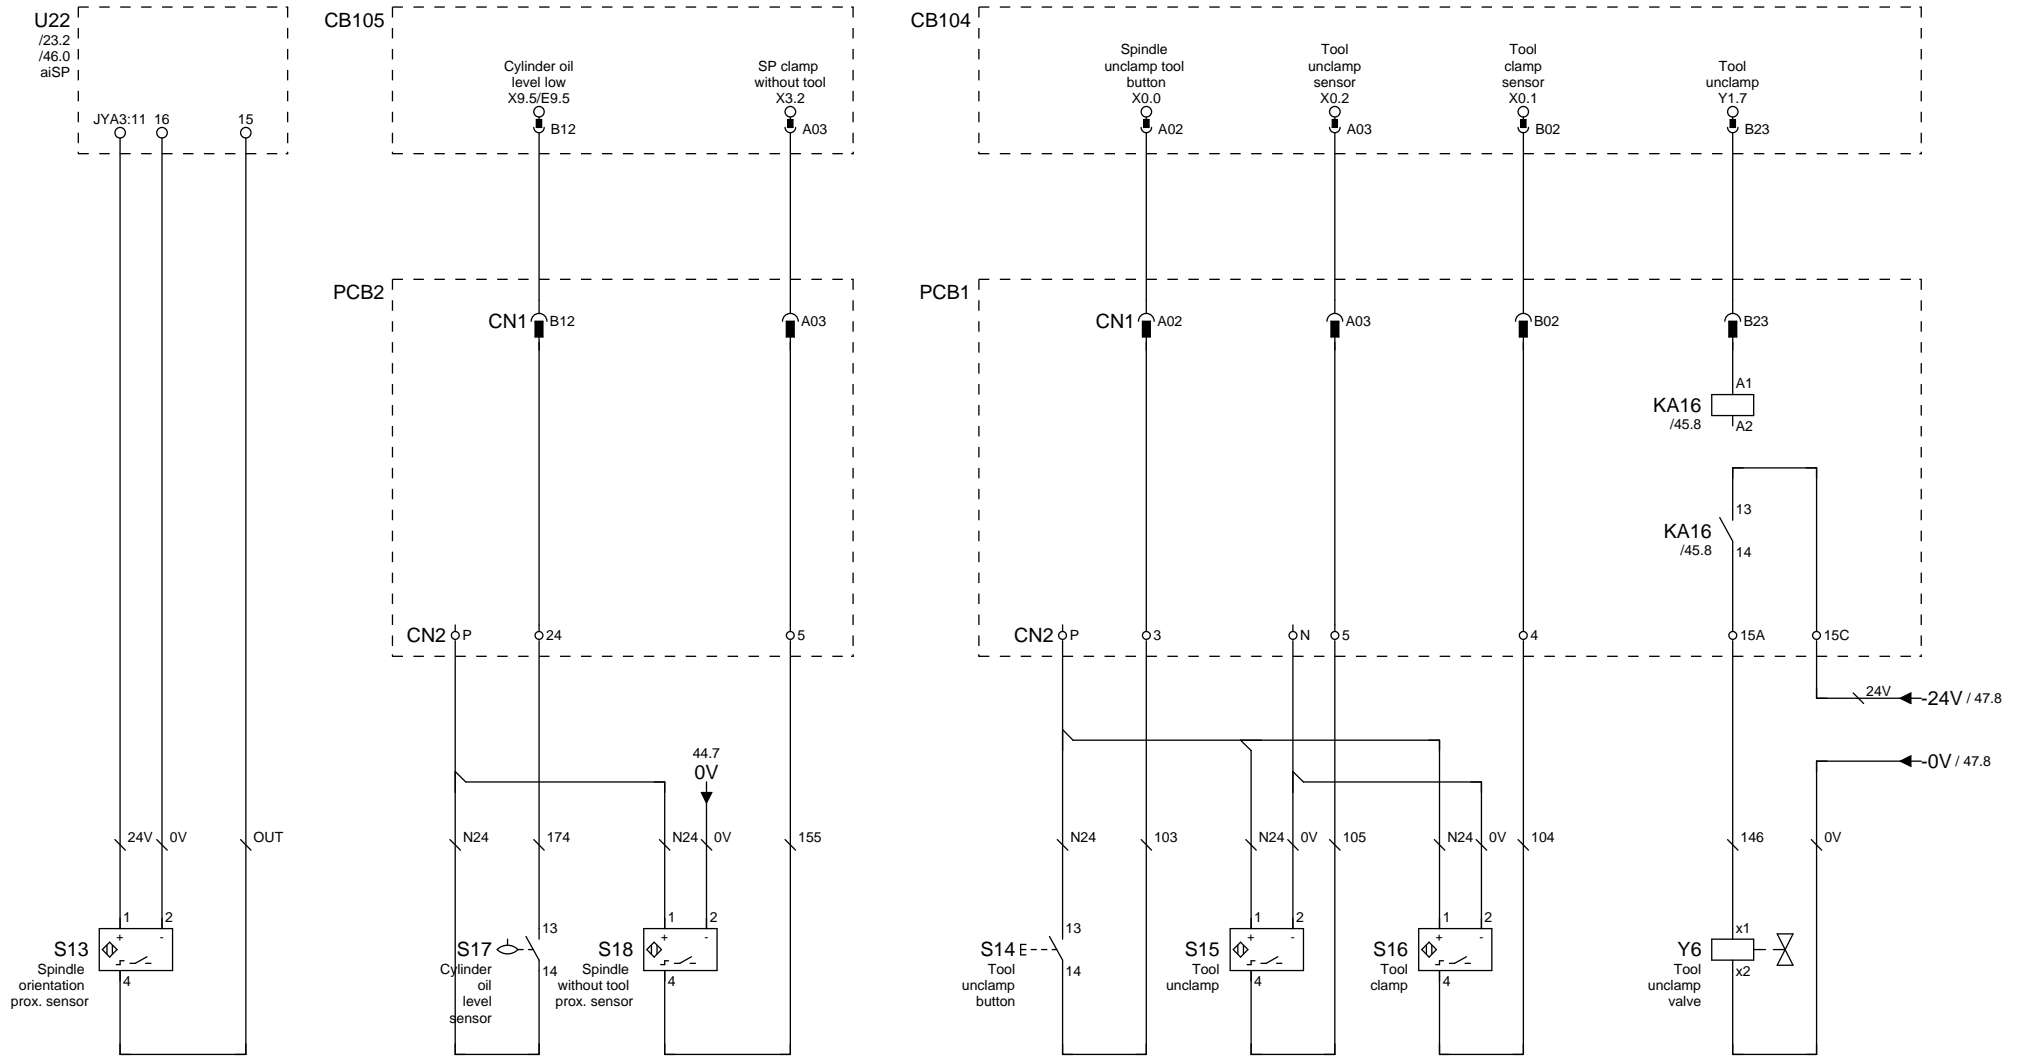 U22
/23.2
/46.0
aiSP
JYA3:11
16
15
CB105
Cylinder oil
level low
X9.5/E9.5
B12
SP clamp
without tool
X3.2
A03
CB104
Spindle
unclamp tool
button
X0.0
A02
Tool
unclamp
sensor
X0.2
A03
Tool
clamp
sensor
X0.1
B02
Tool
unclamp
Y1.7
B23
PCB2
CN1
B12
A03
PCB1
CN1
A02
A03
B02
B23
A1
KA16
/45.8
A2
13
KA16
/45.8
14
CN2
P
24
5
CN2
P
3
N
5
4
15A
15C
24V
-24V / 47.8
-0V / 47.8
44.7
0V
24V
0V
OUT
N24
174
N24
0V
155
N24
103
N24
0V
105
N24
0V
104
146
0V
1
2
+
-
S13
Spindle
orientation
prox. sensor
4
13
S17
14
Cylinder
oil
level
sensor
1
2
+
-
S18
Spindle
without tool
prox. sensor
4
13
S14
E
14
Tool
unclamp
button
1
2
+
-
S15
Tool
unclamp
4
1
2
+
-
S16
Tool
clamp
4
x1
Y6
x2
Tool
unclamp
valve